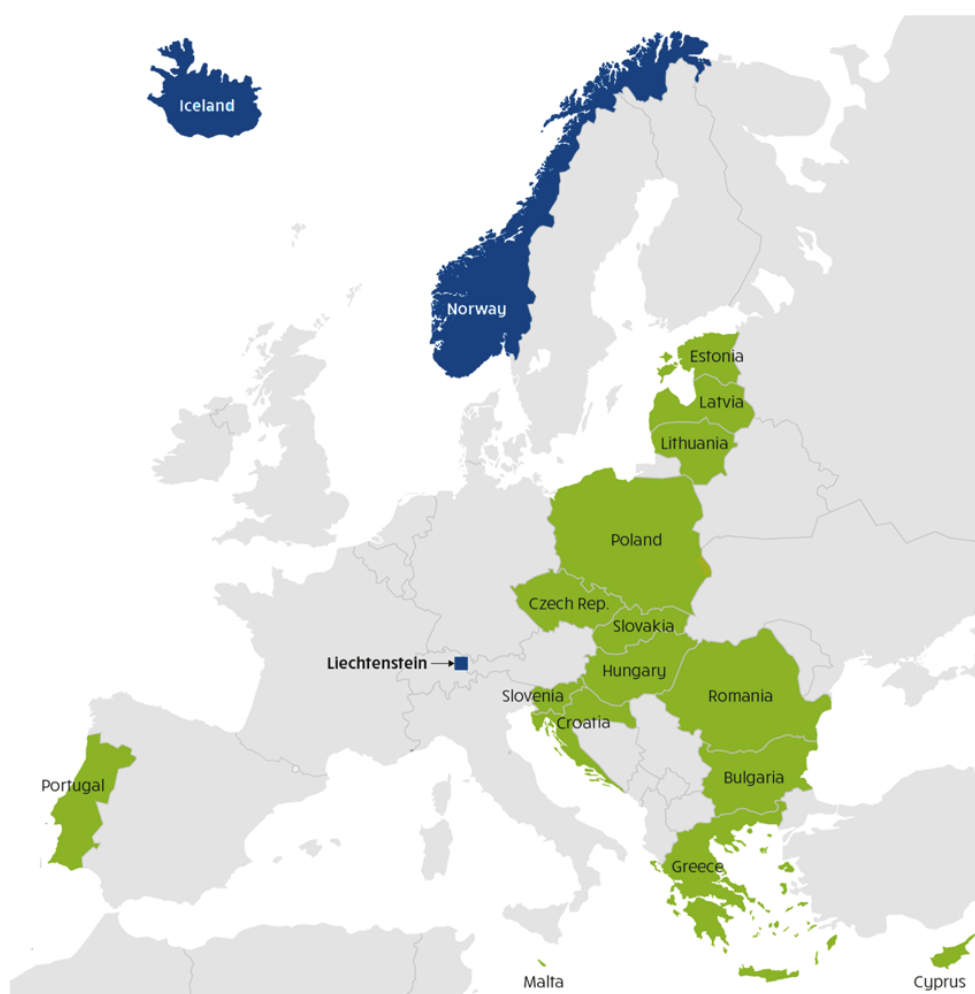 Iceland
Norway
Estonia
Latvia
Lithuania
Poland
Czech Rep.
Slovakia
Liechtenstein
Hungary
Slovenia
Romania
Croatia
Portugal
Bulgaria
Greece
Malta
Cyprus